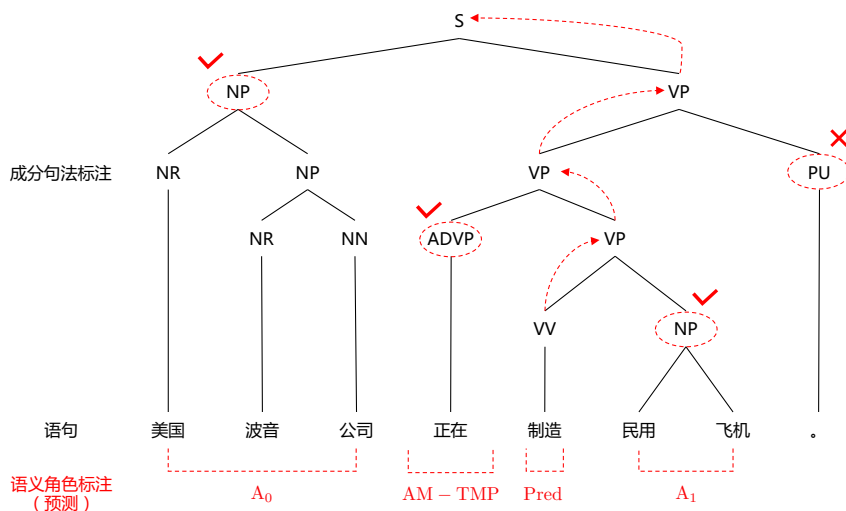 S
NP VP
成分句法标注 NR NP VP PU
NR NN ADVP VP
VV NP
语句 美国 波音 公司 正在 制造 民用 飞机 。
语义角色标注
（预测） A₀ AM − TMP Pred A₁